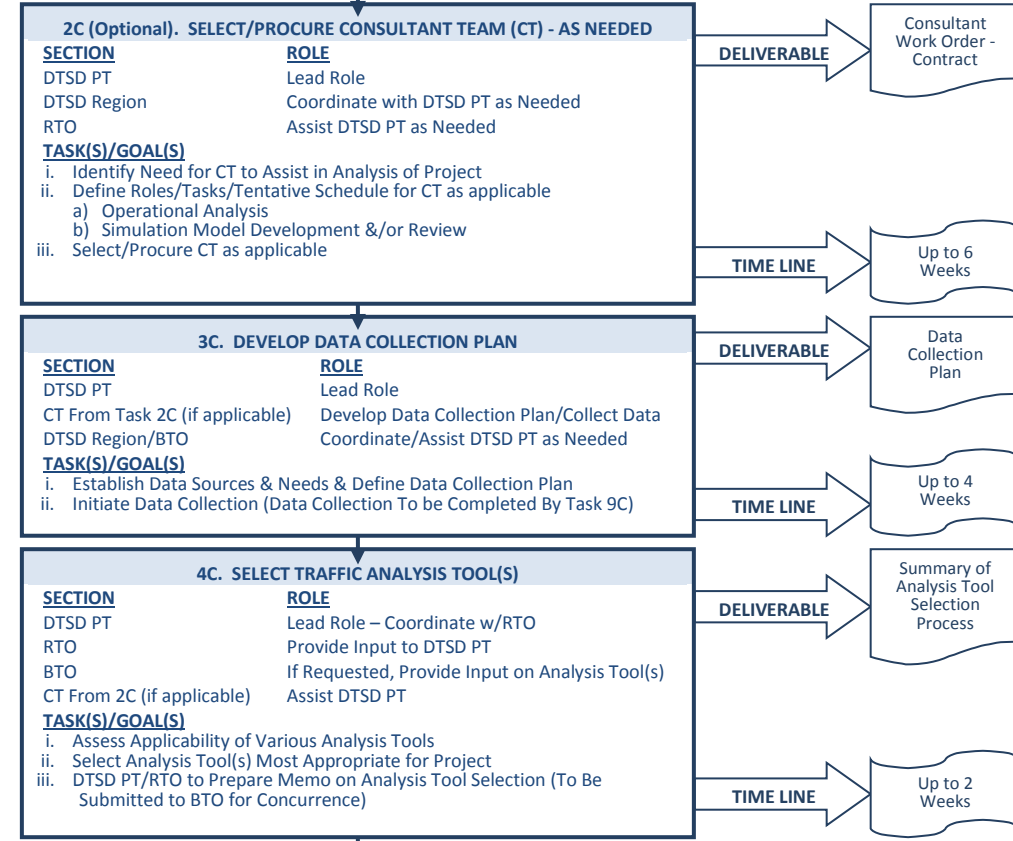 2C (Optional). SELECT/PROCURE CONSULTANT TEAM (CT) - AS NEEDED
SECTION ROLE
DTSD PT Lead Role
DTSD Region Coordinate with DTSD PT as Needed
RTO Assist DTSD PT as Needed
TASK(S)/GOAL(S)
i. Identify Need for CT to Assist in Analysis of Project
ii. Define Roles/Tasks/Tentative Schedule for CT as applicable
a) Operational Analysis
b) Simulation Model Development &/or Review
iii. Select/Procure CT as applicable
DELIVERABLE
Consultant
Work Order -
Contract
TIME LINE
Up to 6
Weeks
3C. DEVELOP DATA COLLECTION PLAN
SECTION ROLE
DTSD PT Lead Role
CT From Task 2C (if applicable) Develop Data Collection Plan/Collect Data
DTSD Region/BTO Coordinate/Assist DTSD PT as Needed
TASK(S)/GOAL(S)
i. Establish Data Sources & Needs & Define Data Collection Plan
ii. Initiate Data Collection (Data Collection To be Completed By Task 9C)
DELIVERABLE
Data
Collection
Plan
TIME LINE
Up to 4
Weeks
4C. SELECT TRAFFIC ANALYSIS TOOL(S)
SECTION ROLE
DTSD PT Lead Role – Coordinate w/RTO
RTO Provide Input to DTSD PT
BTO If Requested, Provide Input on Analysis Tool(s)
CT From 2C (if applicable) Assist DTSD PT
TASK(S)/GOAL(S)
i. Assess Applicability of Various Analysis Tools
ii. Select Analysis Tool(s) Most Appropriate for Project
iii. DTSD PT/RTO to Prepare Memo on Analysis Tool Selection (To Be
Submitted to BTO for Concurrence)
DELIVERABLE
Summary of
Analysis Tool
Selection
Process
TIME LINE
Up to 2
Weeks